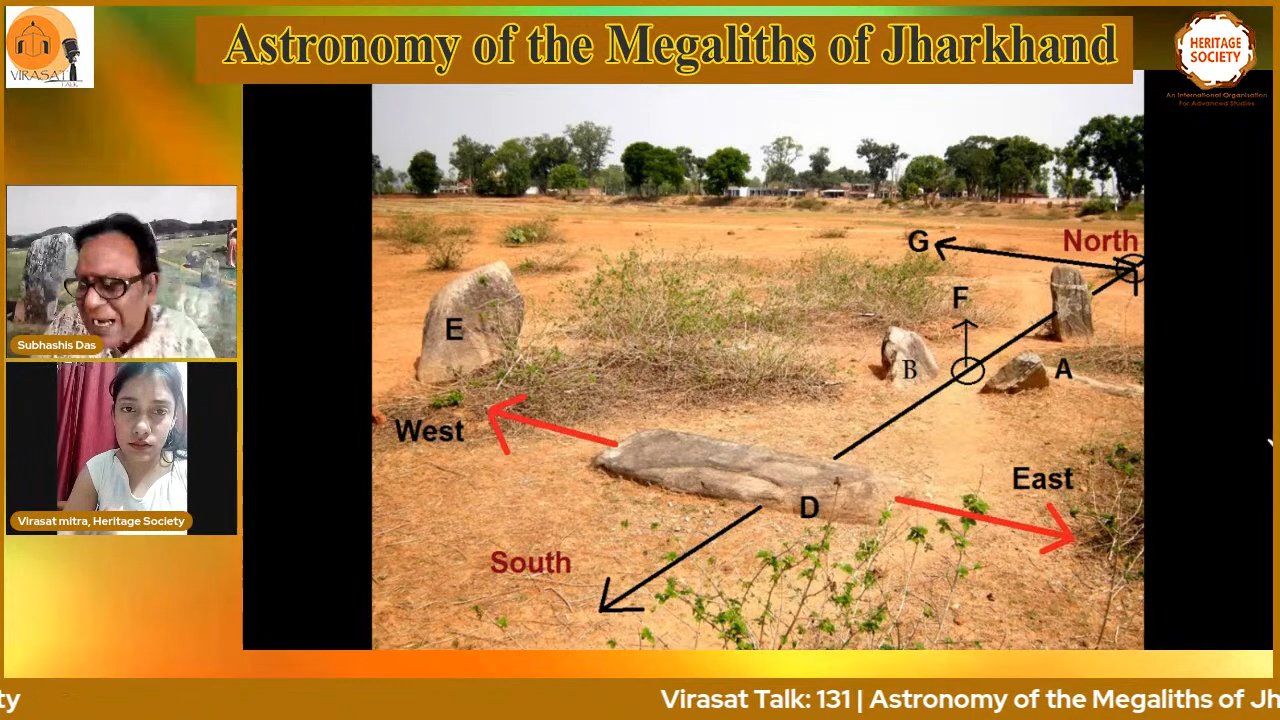 Astronomy of the Megaliths of Jharkhand
VIRASAT
TALK
HERITAGE
SOCIETY
An International Organisation
For Advanced Studies
G
North
F
E
B
A
West
East
D
South
Subhashis Das
Virasat mitra, Heritage Society
ty
Virasat Talk: 131 | Astronomy of the Megaliths of Jh